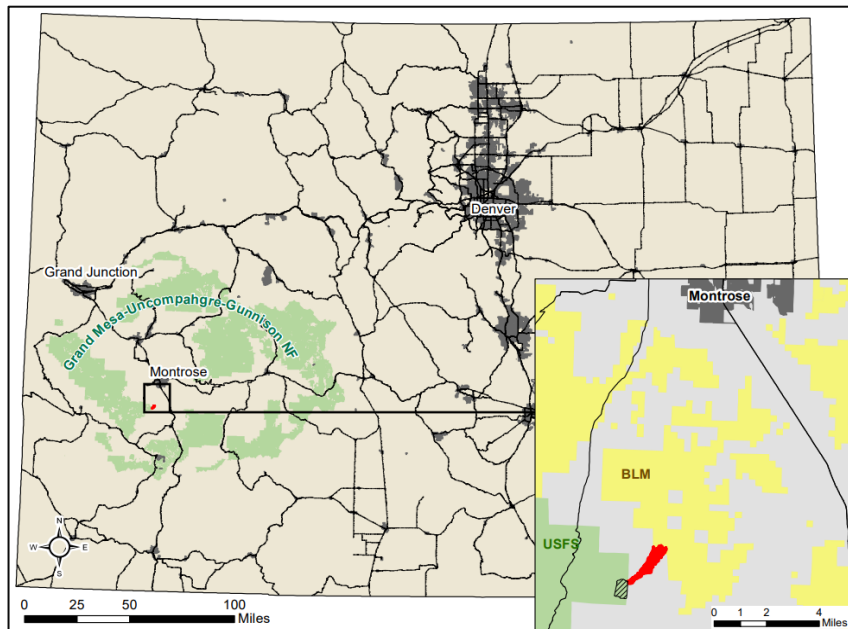 Denver
Grand Junction
Grand Mesa-Uncompahgre-Gunnison NF
Montrose
N
W E
S
0 25 50 100
Miles
Montrose
BLM
USFS
0 1 2 4
Miles